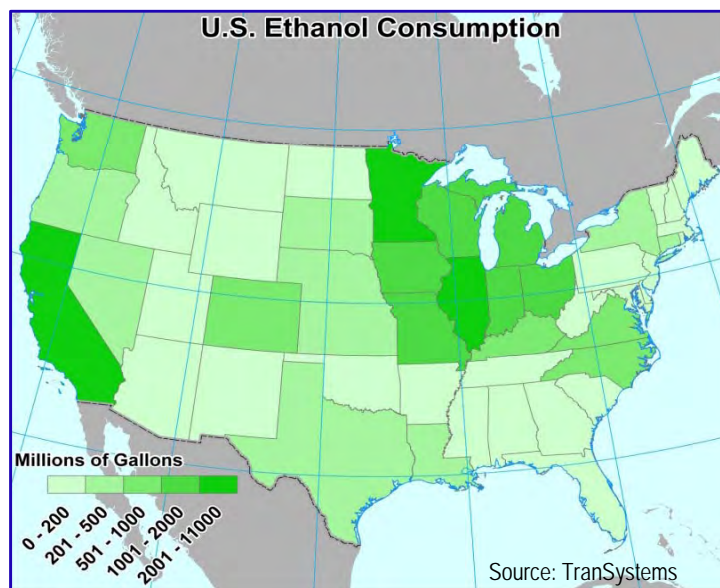 U.S. Ethanol Consumption
Millions of Gallons
0 - 200
201 - 500
501 - 1000
1001 - 2000
2001 - 11000
Source: TranSystems